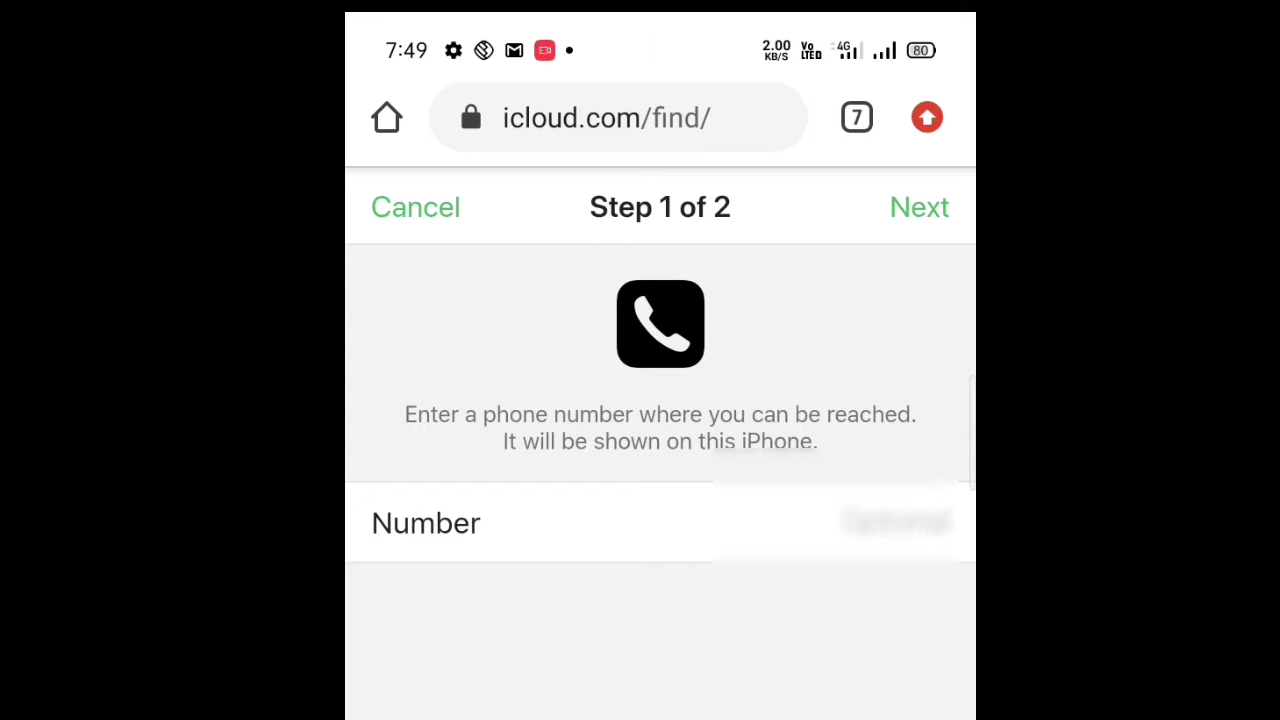 7:49 2.00 KB/S Vo LTE 4G 80
icloud.com/find/ 7
Cancel Step 1 of 2 Next
Enter a phone number where you can be reached.
It will be shown on this iPhone.
Number